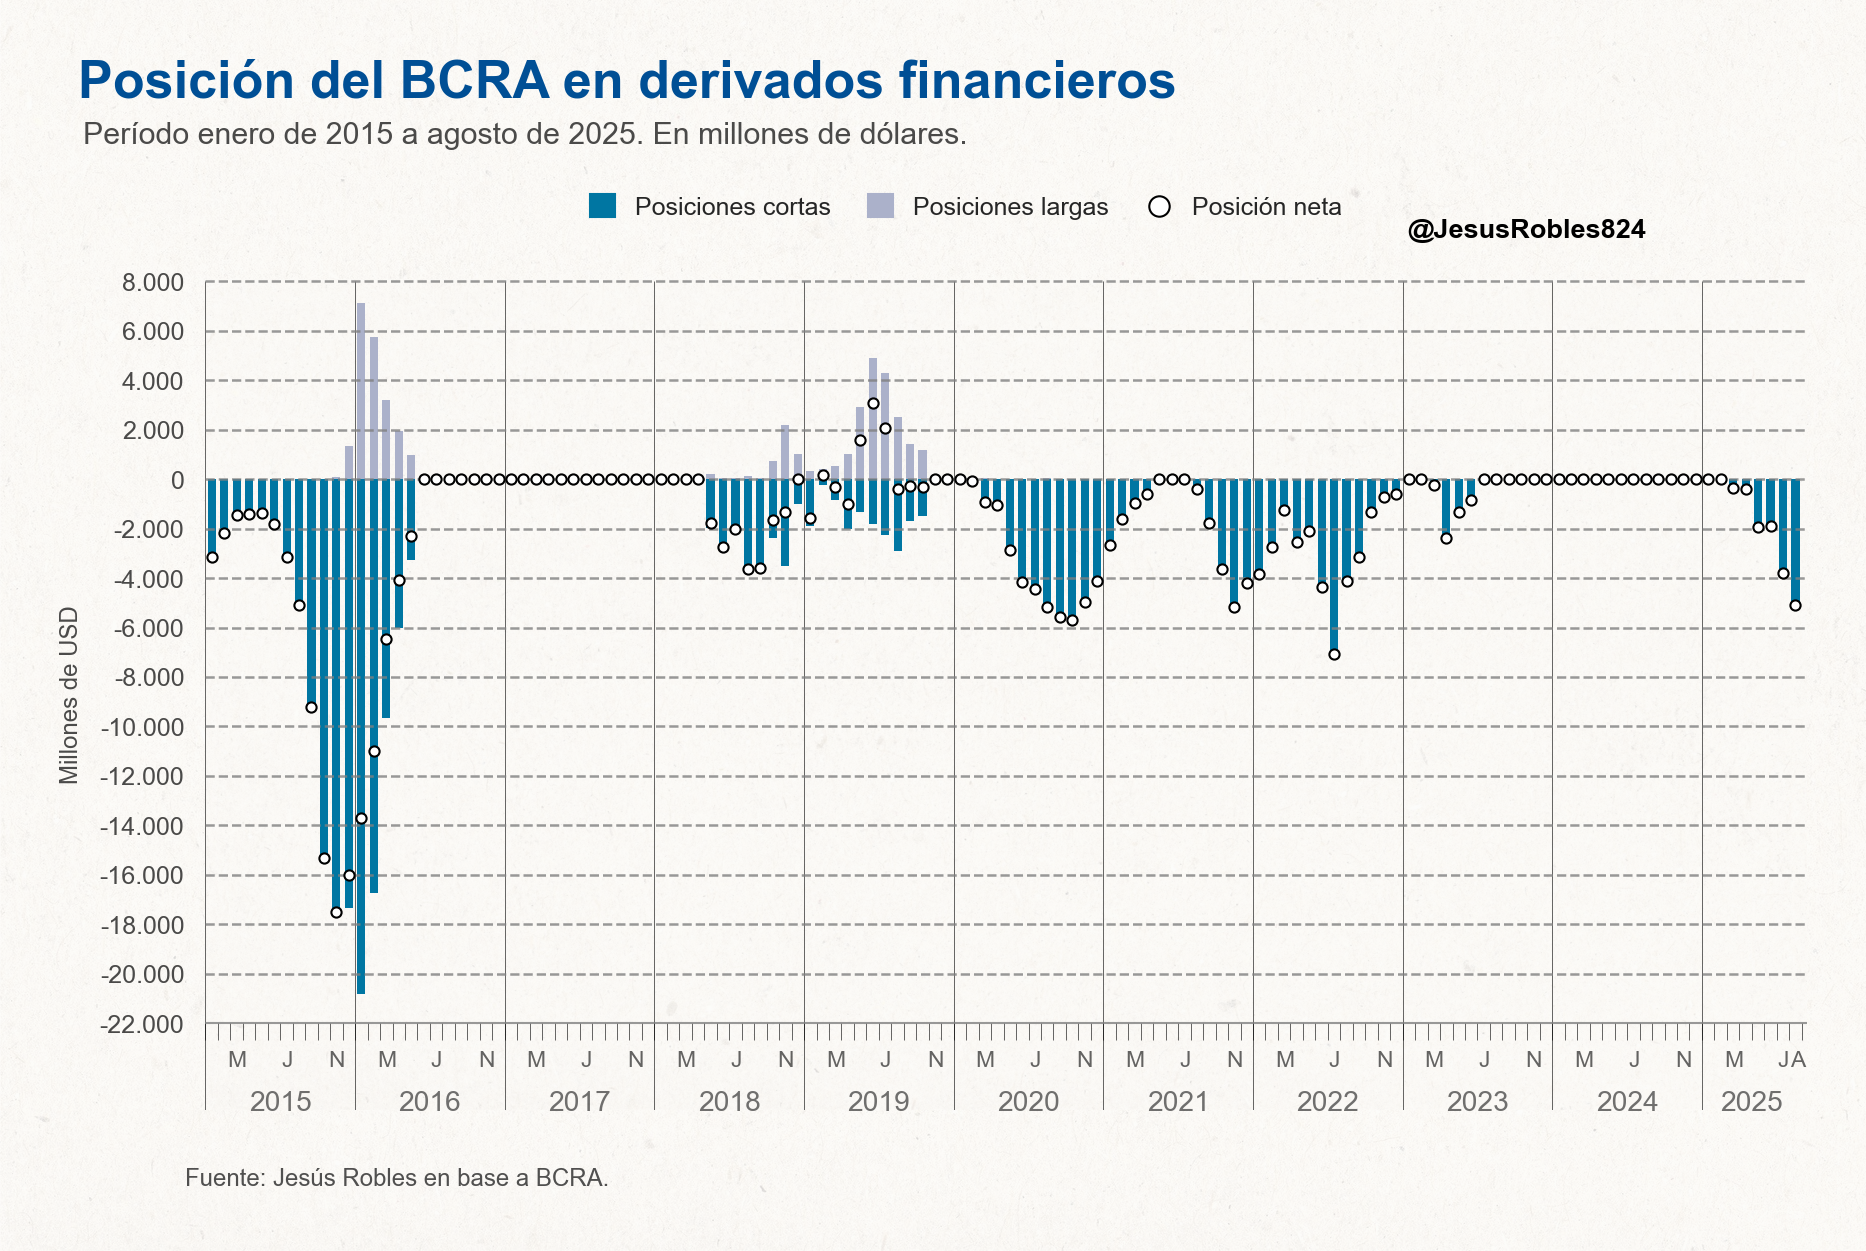 Posición del BCRA en derivados financieros
Período enero de 2015 a agosto de 2025. En millones de dólares.
Posiciones cortas
Posiciones largas
Posición neta
@JesusRobles824
Millones de USD
8.000
6.000
4.000
2.000
0
-2.000
-4.000
-6.000
-8.000
-10.000
-12.000
-14.000
-16.000
-18.000
-20.000
-22.000
M J N M J N M J N M J N M J N M J N M J N M J N M J N M J N M J A
2015 2016 2017 2018 2019 2020 2021 2022 2023 2024 2025
Fuente: Jesús Robles en base a BCRA.